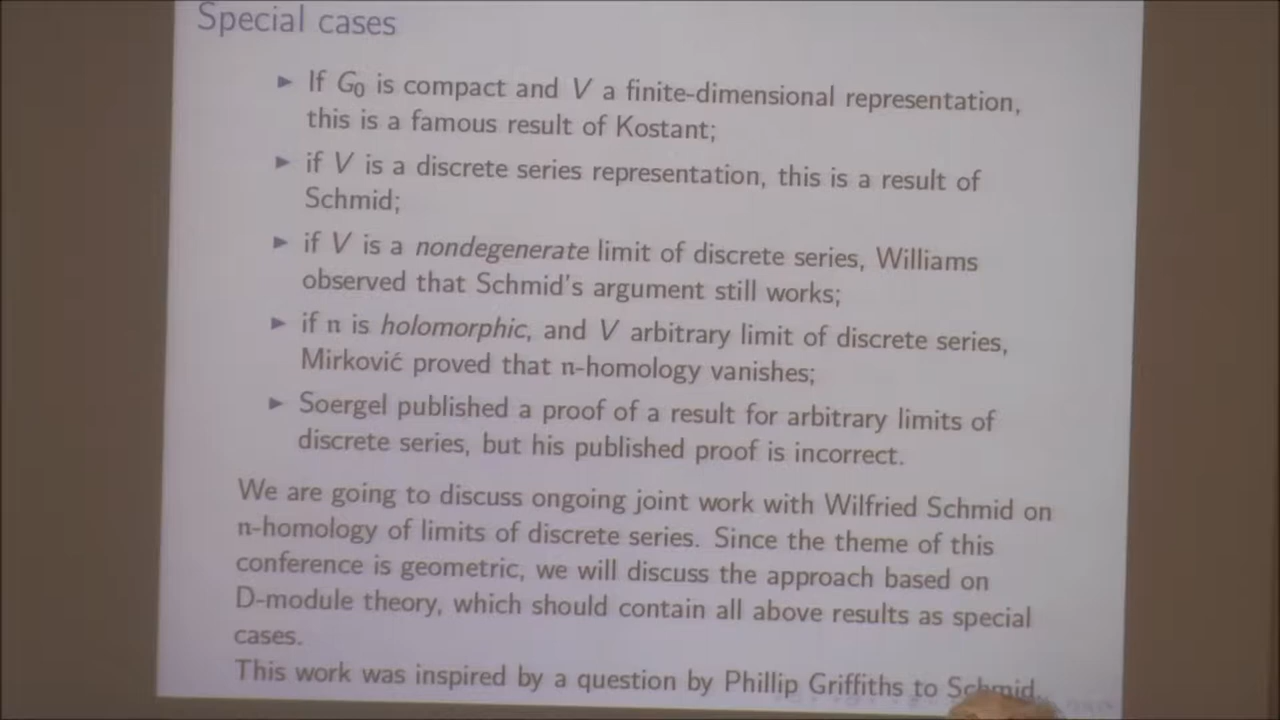 Special cases
▶ If G₀ is compact and V a finite-dimensional representation,
this is a famous result of Kostant;
▶ if V is a discrete series representation, this is a result of
Schmid;
▶ if V is a nondegenerate limit of discrete series, Williams
observed that Schmid's argument still works;
▶ if 𝔫 is holomorphic, and V arbitrary limit of discrete series,
Mirković proved that 𝔫-homology vanishes;
▶ Soergel published a proof of a result for arbitrary limits of
discrete series, but his published proof is incorrect.
We are going to discuss ongoing joint work with Wilfried Schmid on
𝔫-homology of limits of discrete series. Since the theme of this
conference is geometric, we will discuss the approach based on
D-module theory, which should contain all above results as special
cases.
This work was inspired by a question by Phillip Griffiths to Schmid.